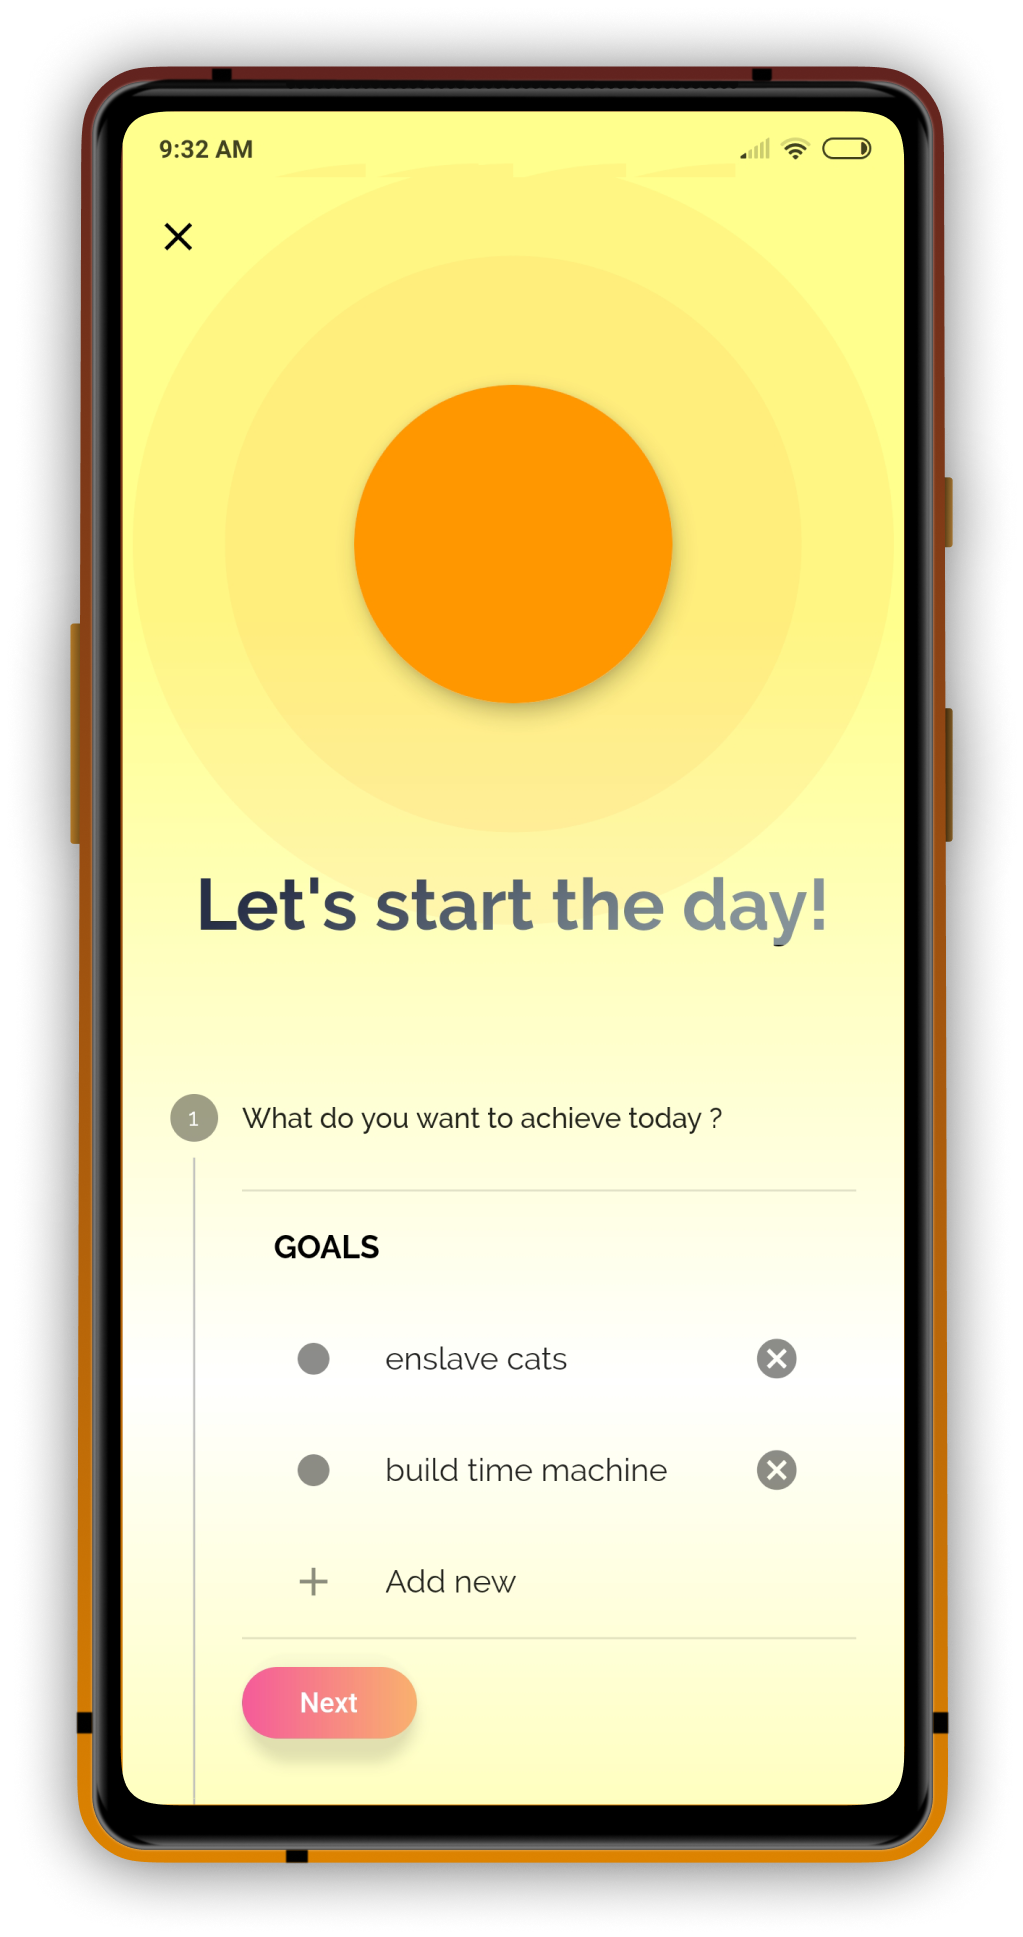 9:32 AM
Let's start the day!
1
What do you want to achieve today ?
GOALS
enslave cats
build time machine
Add new
Next